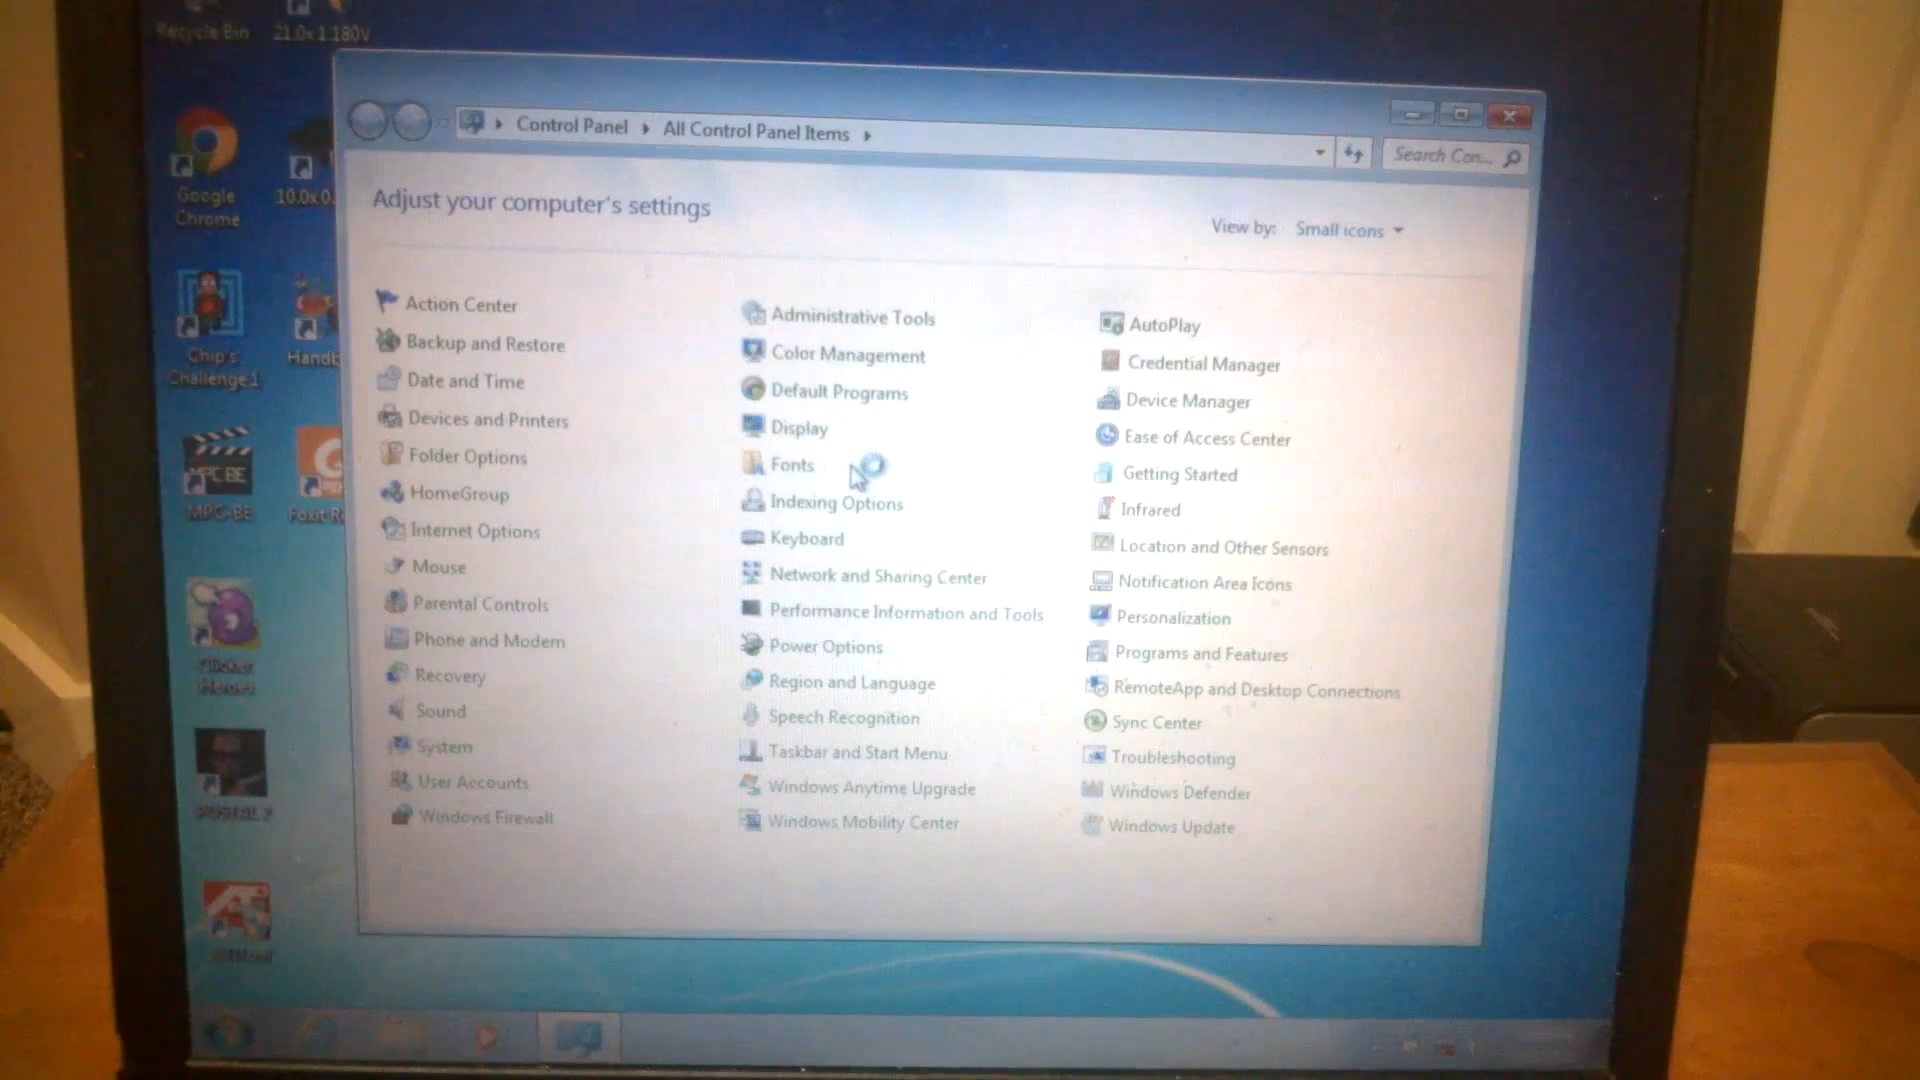 Recycle Bin
21.0x 1.180V
Control Panel
All Control Panel Items
Search Con...
Google
Chrome
10.0x 0.
Adjust your computer's settings
View by:
Small icons
Action Center
Administrative Tools
AutoPlay
Backup and Restore
Color Management
Credential Manager
Date and Time
Default Programs
Device Manager
Devices and Printers
Display
Ease of Access Center
Folder Options
Fonts
Getting Started
HomeGroup
Indexing Options
Infrared
Internet Options
Keyboard
Location and Other Sensors
Mouse
Network and Sharing Center
Notification Area Icons
Parental Controls
Performance Information and Tools
Personalization
Phone and Modem
Power Options
Programs and Features
Recovery
Region and Language
RemoteApp and Desktop Connections
Sound
Speech Recognition
Sync Center
System
Taskbar and Start Menu
Troubleshooting
User Accounts
Windows Anytime Upgrade
Windows Defender
Windows Firewall
Windows Mobility Center
Windows Update
Chip's
Challenge 1
Handb
MPC BE
MPC-BE
Foxit R
Clicker
Heroes